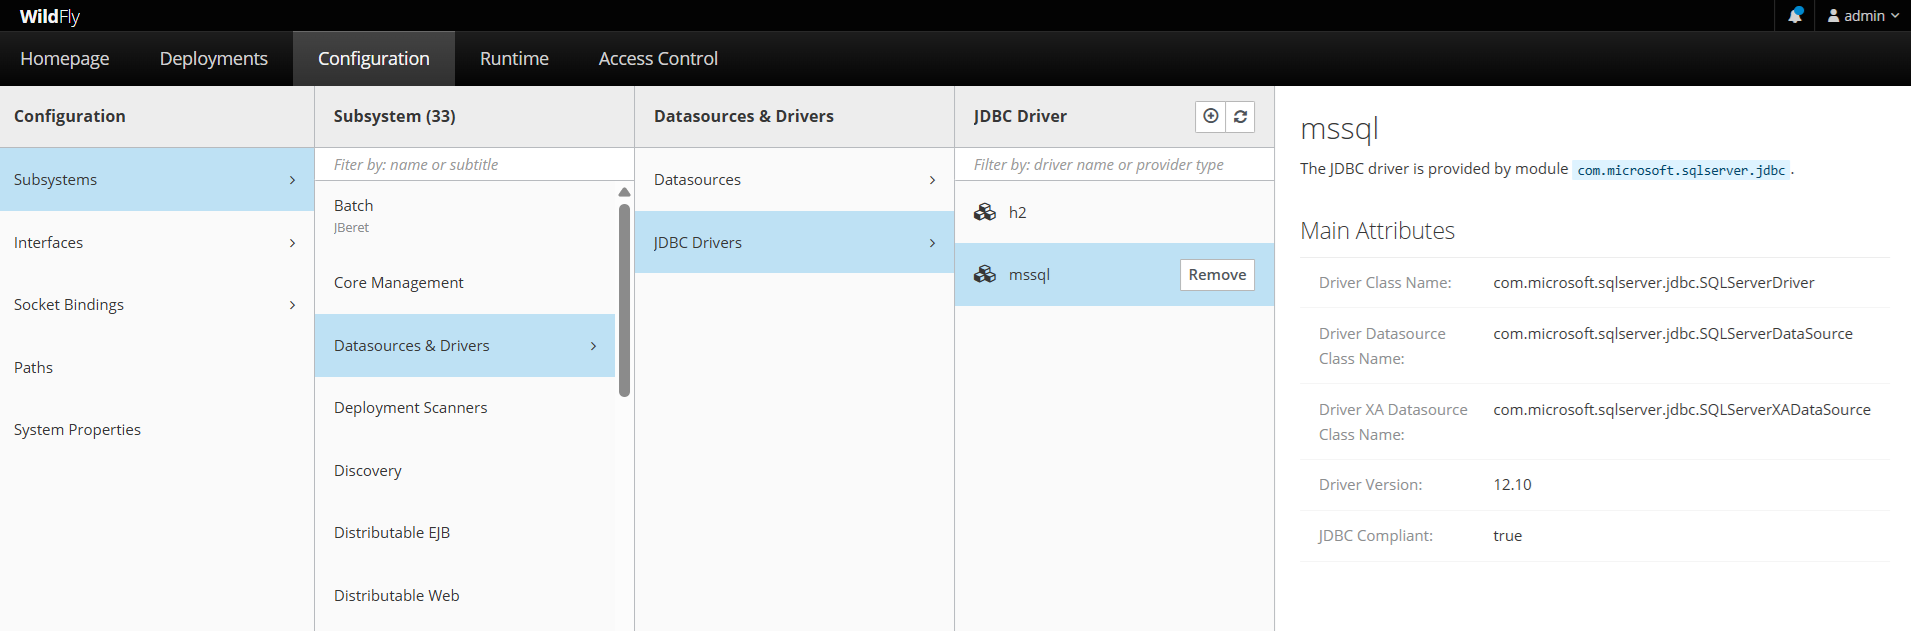 WildFly
admin
Homepage Deployments Configuration Runtime Access Control
Configuration
Subsystems
Interfaces
Socket Bindings
Paths
System Properties
Subsystem (33)
Fiter by: name or subtitle
Batch
JBeret
Core Management
Datasources & Drivers
Deployment Scanners
Discovery
Distributable EJB
Distributable Web
Datasources & Drivers
Datasources
JDBC Drivers
JDBC Driver
Filter by: driver name or provider type
h2
mssql Remove
mssql
The JDBC driver is provided by module com.microsoft.sqlserver.jdbc.
Main Attributes
Driver Class Name: com.microsoft.sqlserver.jdbc.SQLServerDriver
Driver Datasource com.microsoft.sqlserver.jdbc.SQLServerDataSource
Class Name:
Driver XA Datasource com.microsoft.sqlserver.jdbc.SQLServerXADataSource
Class Name:
Driver Version: 12.10
JDBC Compliant: true